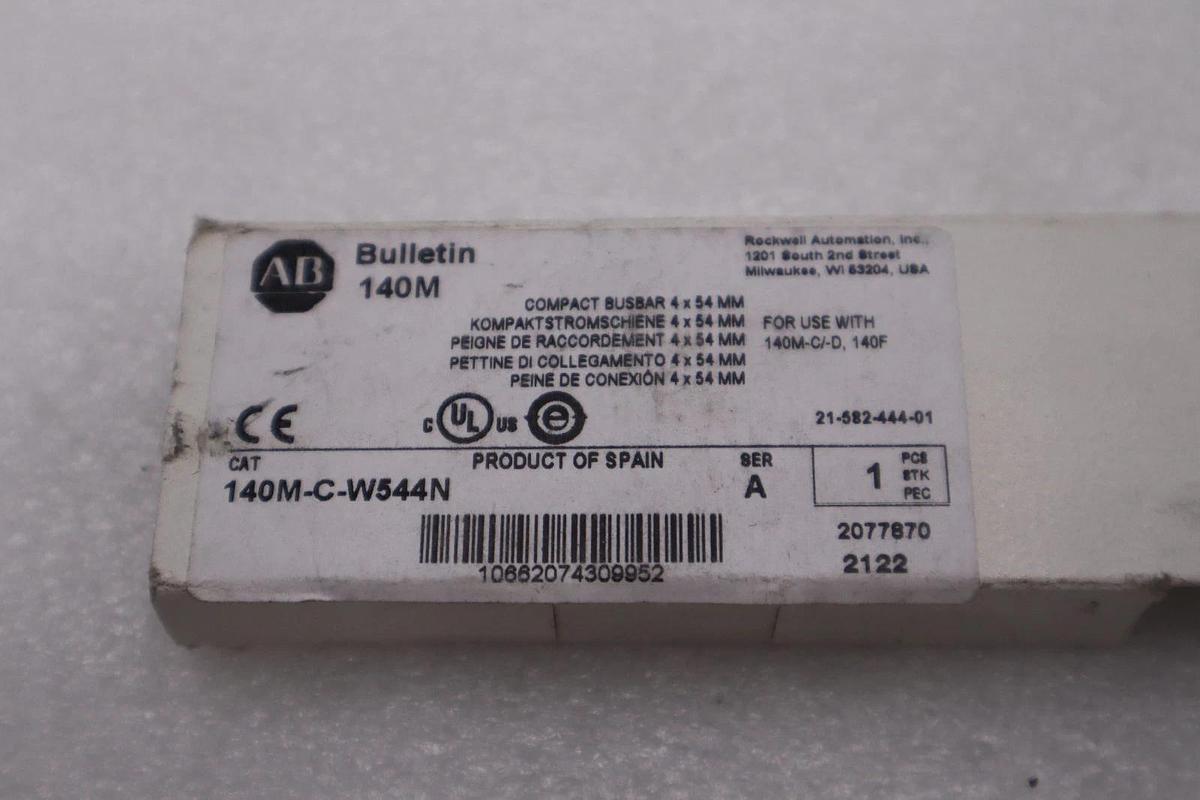 AB
Bulletin
140M
Rockwell Automation, Inc.,
1201 South 2nd Street
Milwaukee, WI 53204, USA
COMPACT BUSBAR 4 x 54 MM
KOMPAKTSTROMSCHIENE 4 x 54 MM
PEIGNE DE RACCORDEMENT 4 x 54 MM
PETTINE DI COLLEGAMENTO 4 x 54 MM
PEINE DE CONEXIÓN 4 x 54 MM
FOR USE WITH
140M-C/-D, 140F
CE
C UL US e
21-582-444-01
CAT
140M-C-W544N
PRODUCT OF SPAIN
SER
A
1
PCS
STK
PEC
10662074309952
2077870
2122